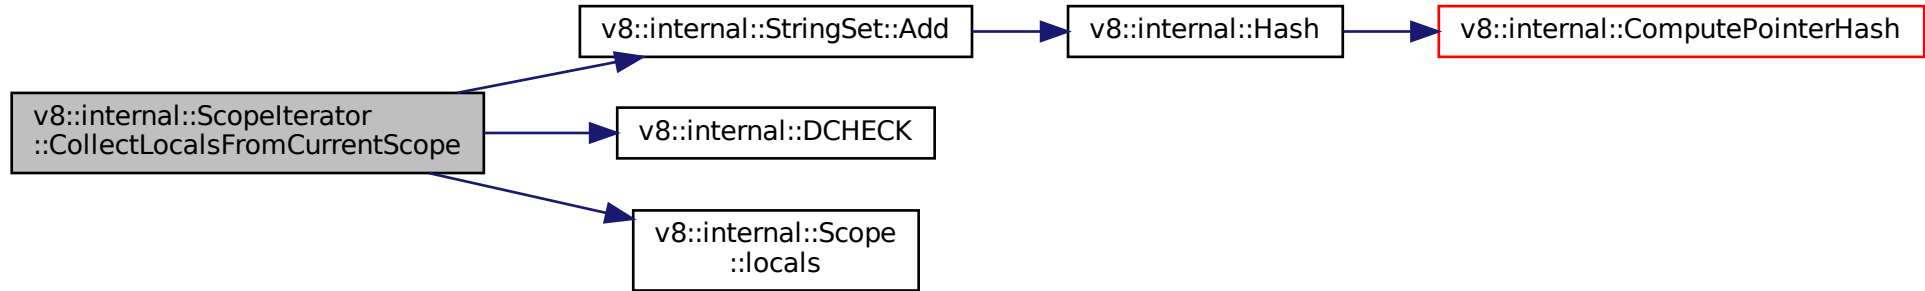 v8::internal::StringSet::Add
v8::internal::Hash
v8::internal::ComputePointerHash
v8::internal::ScopeIterator
::CollectLocalsFromCurrentScope
v8::internal::DCHECK
v8::internal::Scope
::locals